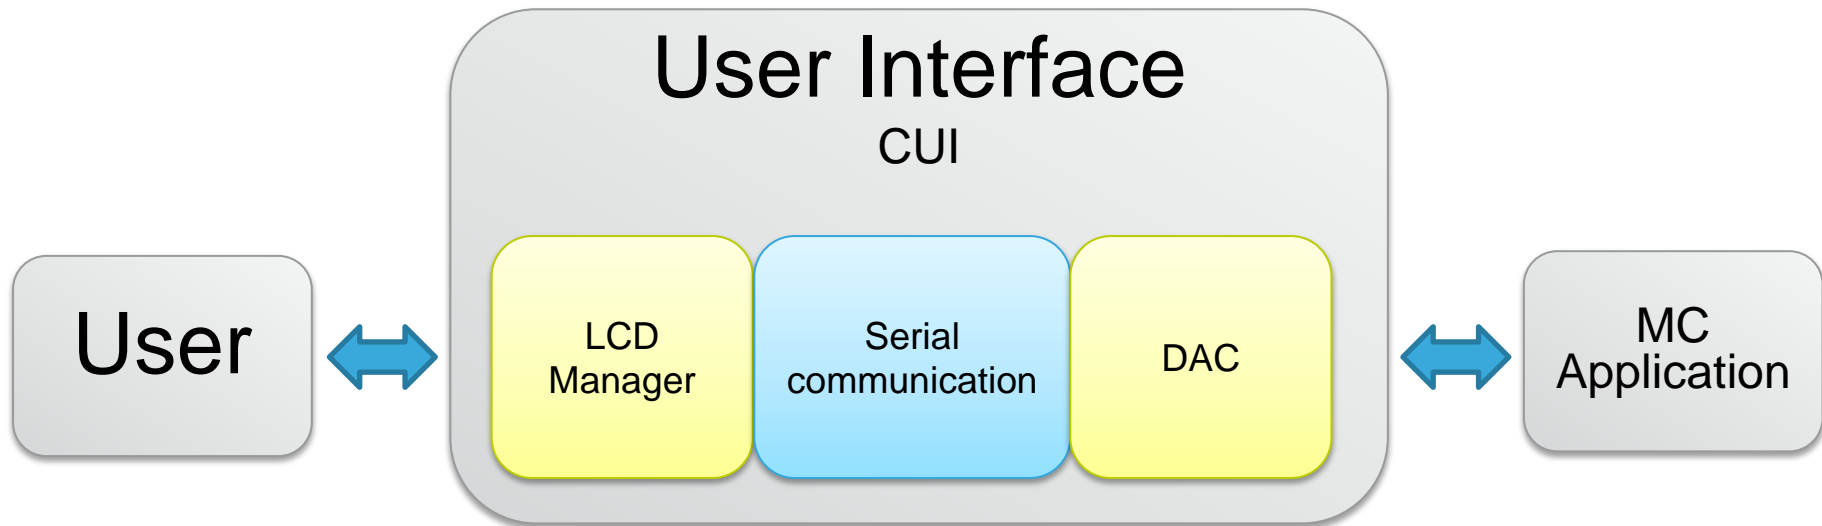 User Interface
CUI
User
LCD
Manager
Serial
communication
DAC
MC
Application